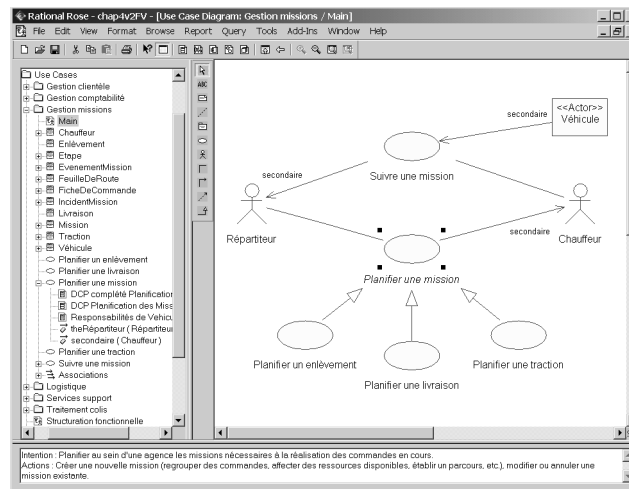 Rational Rose - chap4v2FV - [Use Case Diagram: Gestion missions / Main]
File Edit View Format Browse Report Query Tools Add-Ins Window Help
Use Cases
Gestion clientèle
Gestion comptabilité
Gestion missions
Main
Chauffeur
Enlèvement
Etape
EvenementMission
FeuilleDeRoute
FicheDeCommande
IncidentMission
Livraison
Mission
Traction
Véhicule
Planifier un enlèvement
Planifier une livraison
Planifier une mission
DCP complété Planification
DCP Planification des Miss
Responsabilités de Vehicu
theRépartiteur ( Répartiteur
secondaire ( Chauffeur )
Planifier une traction
Suivre une mission
Associations
Logistique
Services support
Traitement colis
Structuration fonctionnelle
ABC
<<Actor>>
Véhicule
secondaire
Suivre une mission
secondaire
Répartiteur
secondaire
Chauffeur
Planifier une mission
Planifier un enlèvement
Planifier une traction
Planifier une livraison
Intention : Planifier au sein d'une agence les missions nécessaires à la réalisation des commandes en cours.
Actions : Créer une nouvelle mission (regrouper des commandes, affecter des ressources disponibles, établir un parcours, etc.), modifier ou annuler une
mission existante.